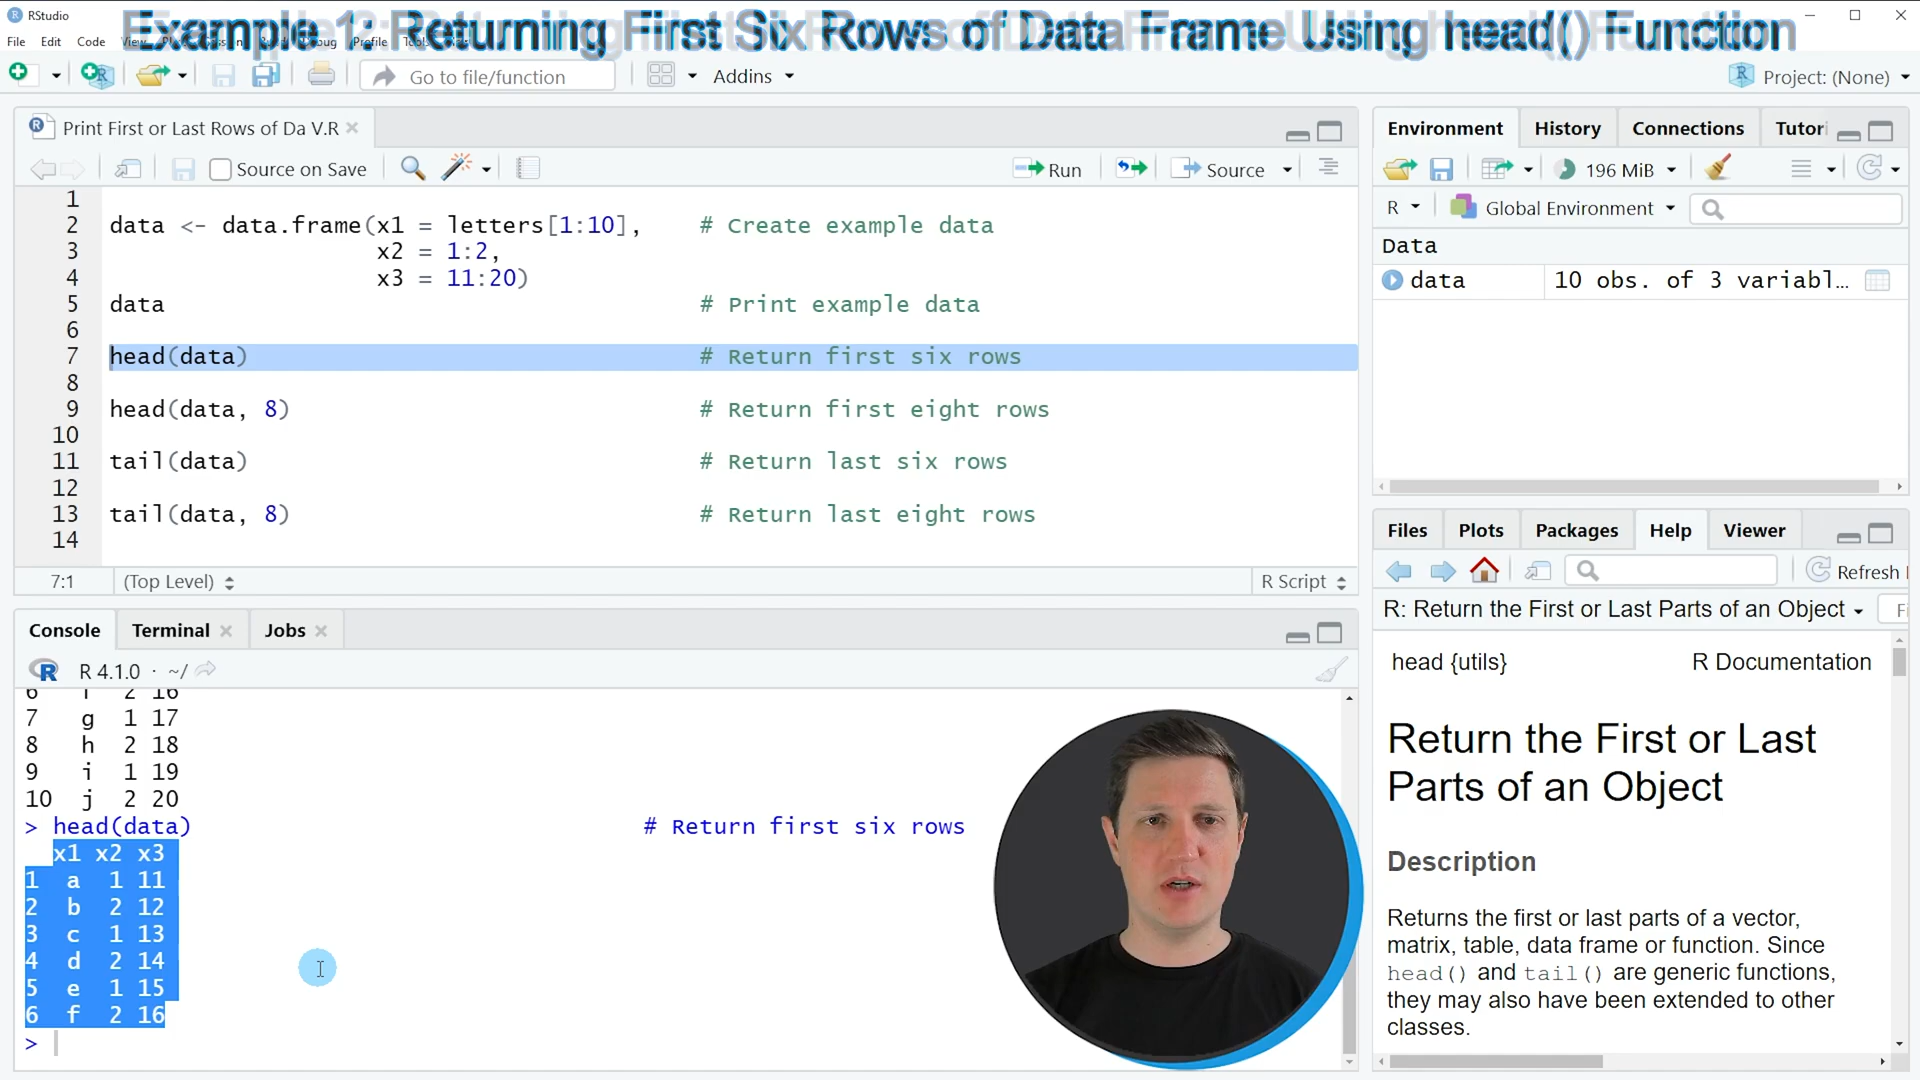 RStudio
Example 1: Returning First Six Rows of Data Frame Using head() Function
File Edit Code View Debug Profile Tools
Go to file/function
Addins
Project: (None)
Print First or Last Rows of Da V.R
Source on Save
Run
Source
1
2 data <- data.frame(x1 = letters[1:10], # Create example data
3 x2 = 1:2,
4 x3 = 11:20)
5 data # Print example data
6
7 head(data) # Return first six rows
8
9 head(data, 8) # Return first eight rows
10
11 tail(data) # Return last six rows
12
13 tail(data, 8) # Return last eight rows
14
7:1 (Top Level) R Script
Console Terminal Jobs
R 4.1.0 · ~/
6 f 2 16
7 g 1 17
8 h 2 18
9 i 1 19
10 j 2 20
> head(data) # Return first six rows
x1 x2 x3
1 a 1 11
2 b 2 12
3 c 1 13
4 d 2 14
5 e 1 15
6 f 2 16
>
Environment History Connections Tutori
196 MiB
R Global Environment
Data
data 10 obs. of 3 variabl…
Files Plots Packages Help Viewer
Refresh
R: Return the First or Last Parts of an Object
head {utils} R Documentation
Return the First or Last
Parts of an Object
Description
Returns the first or last parts of a vector,
matrix, table, data frame or function. Since
head() and tail() are generic functions,
they may also have been extended to other
classes.